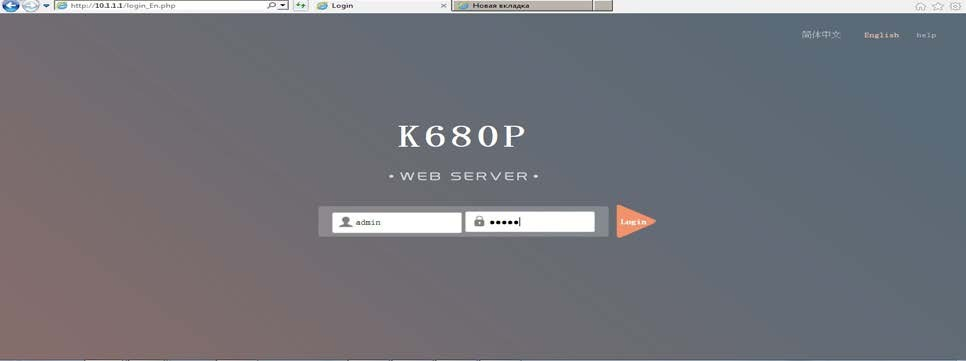 http://10.1.1.1/login_En.php
Login
Новая вкладка
简体中文 English help
K680P
• WEB SERVER •
admin
•••••
Login